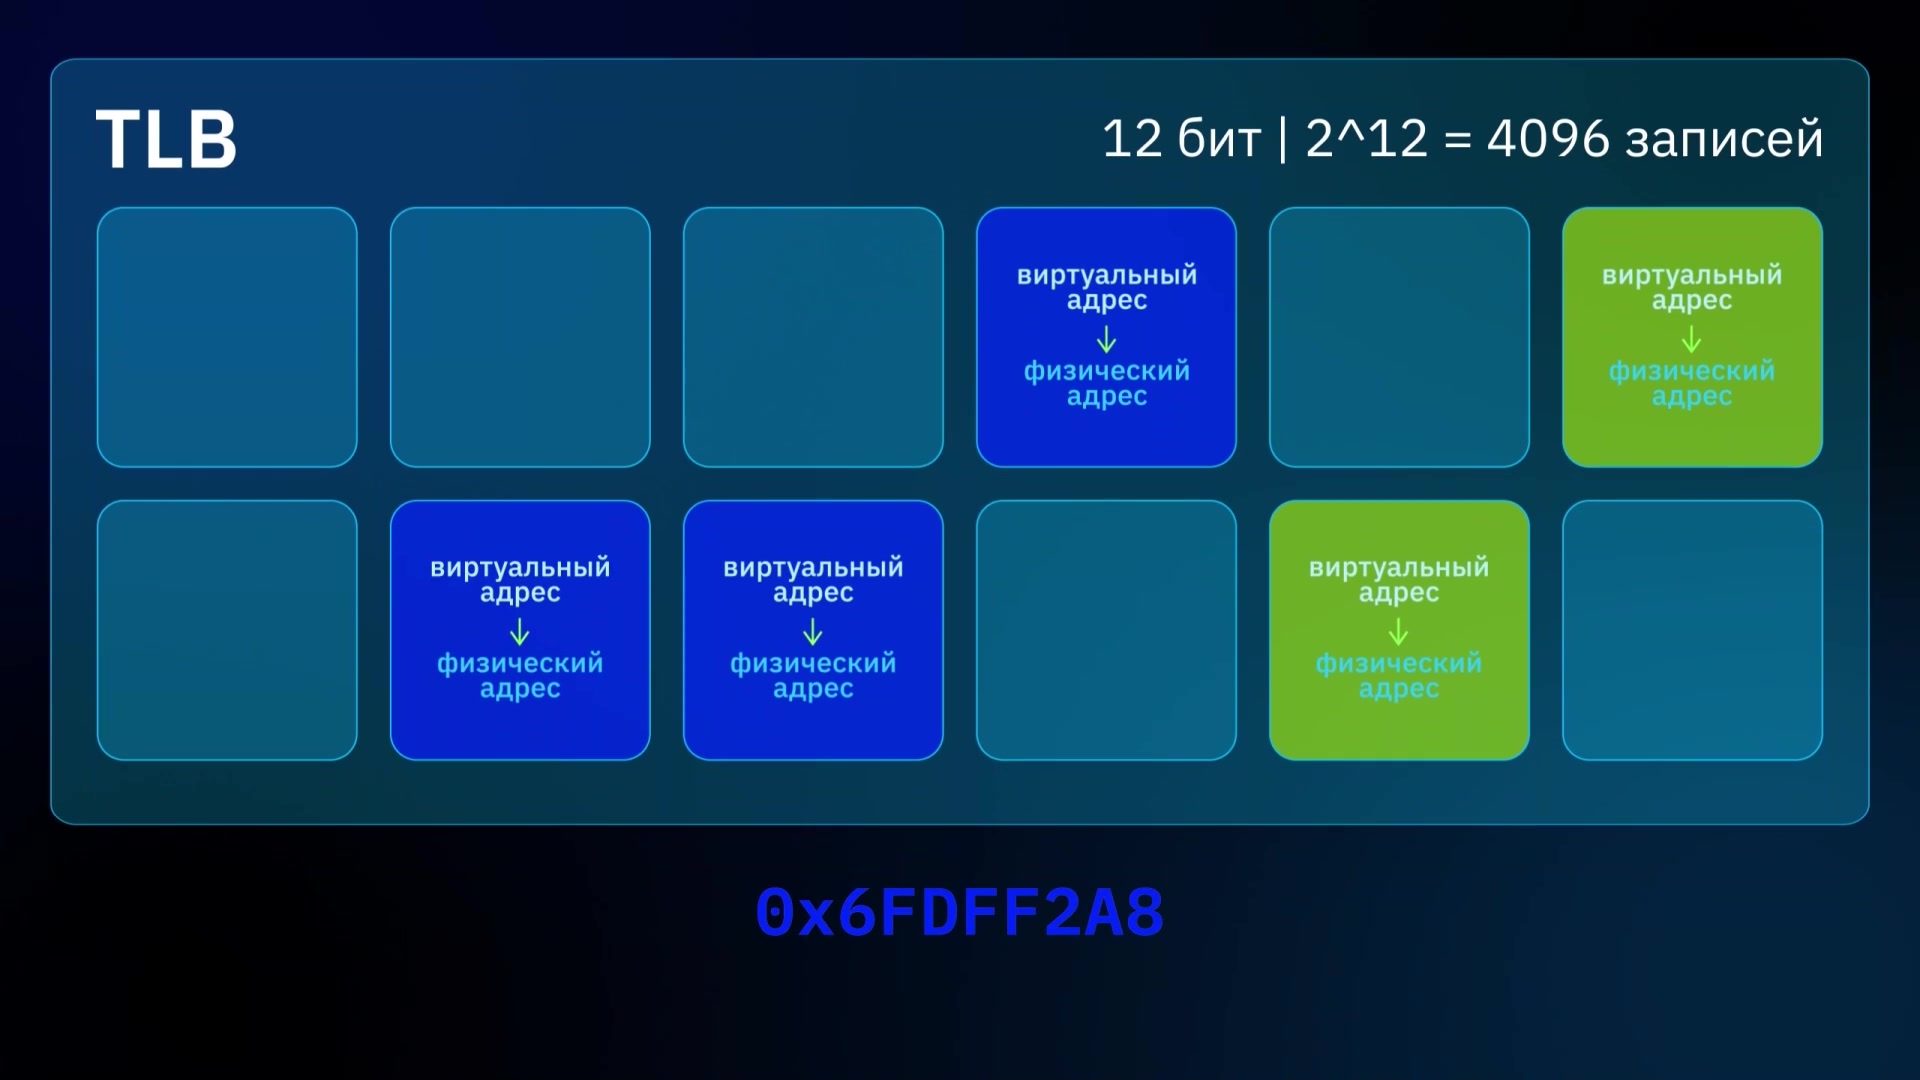 TLB
12 бит | 2^12 = 4096 записей
виртуальный
адрес
↓
физический
адрес
виртуальный
адрес
↓
физический
адрес
виртуальный
адрес
↓
физический
адрес
виртуальный
адрес
↓
физический
адрес
виртуальный
адрес
↓
физический
адрес
0x6FDFF2A8